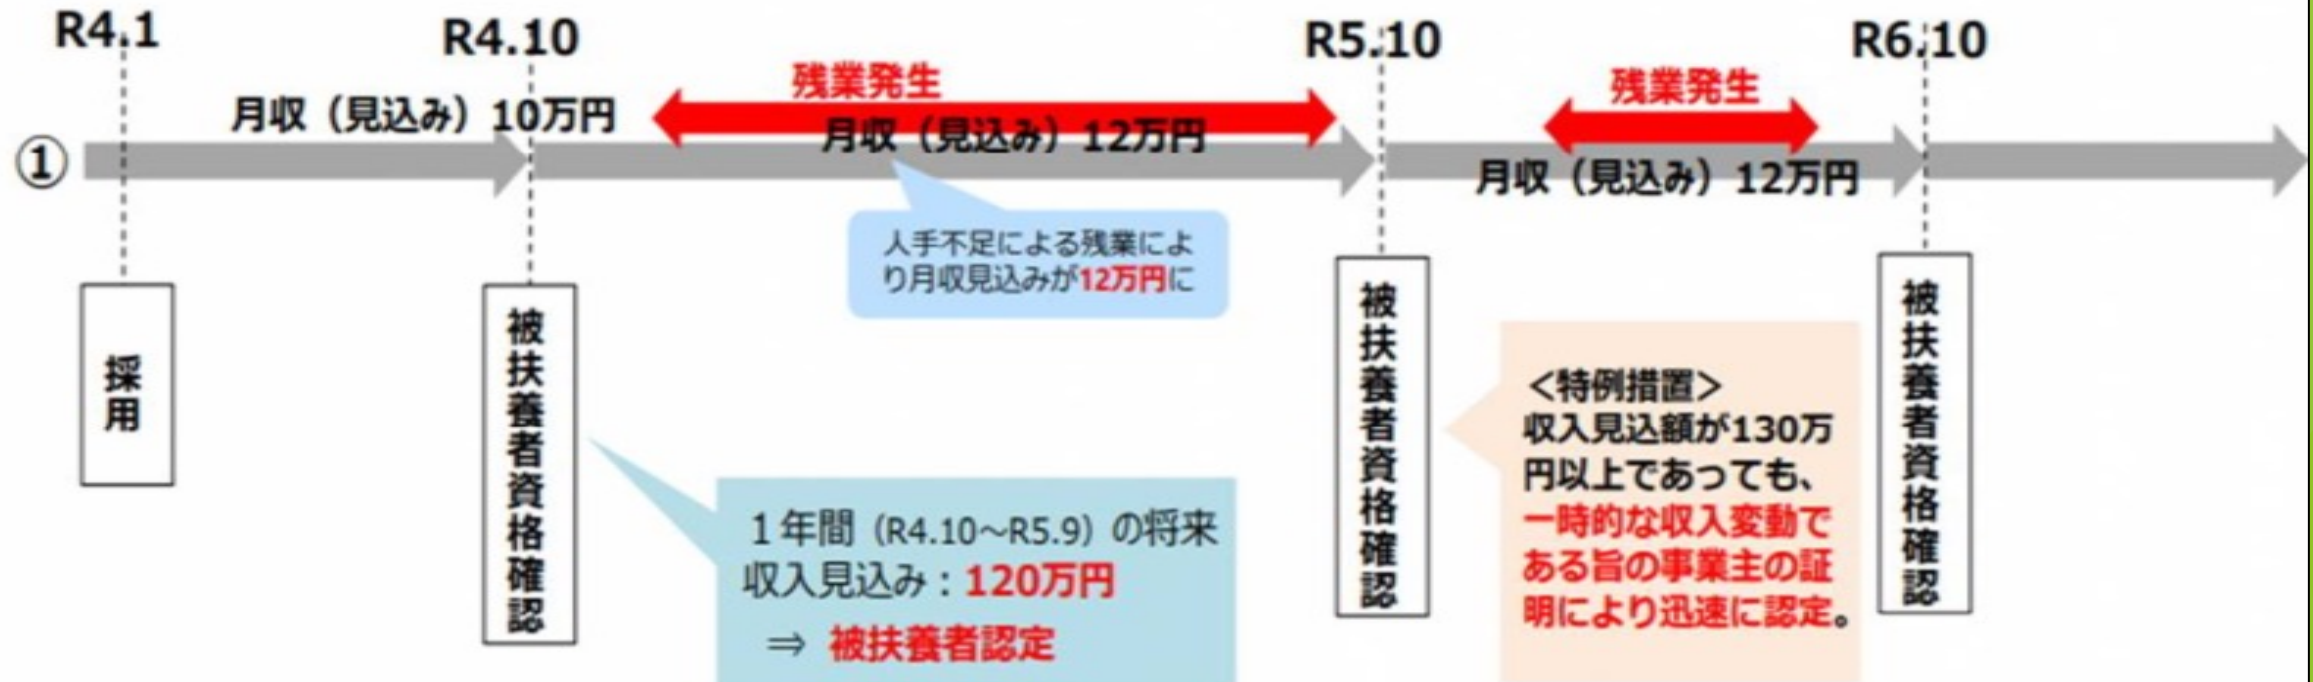 R4.1
R4.10
R5.10
R6.10
残業発生
残業発生
月収（見込み）10万円
月収（見込み）12万円
月収（見込み）12万円
①
人手不足による残業によ
り月収見込みが12万円に
採用
被扶養者資格確認
被扶養者資格確認
被扶養者資格確認
１年間（R4.10～R5.9）の将来
収入見込み：120万円
⇒ 被扶養者認定
＜特例措置＞
収入見込額が130万
円以上であっても、
一時的な収入変動で
ある旨の事業主の証
明により迅速に認定。